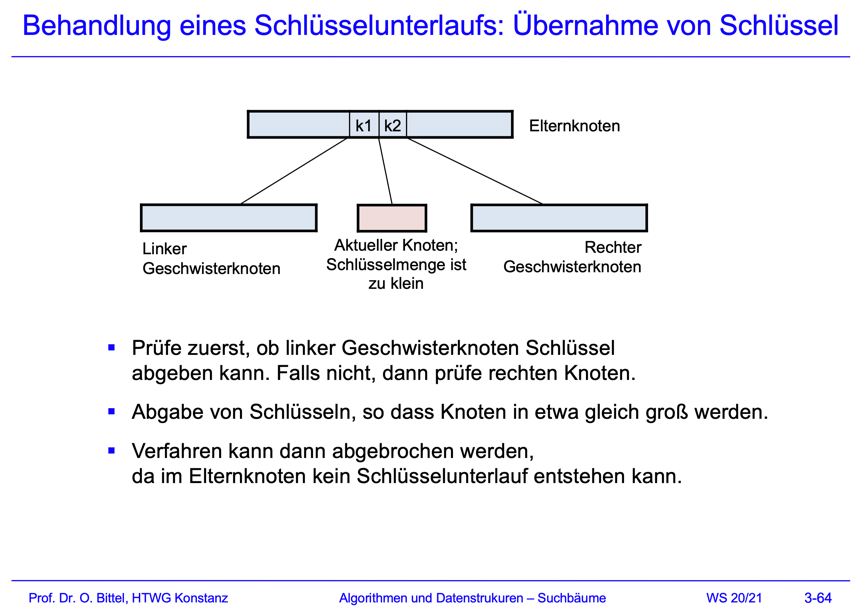 Behandlung eines Schlüsselunterlaufs: Übernahme von Schlüssel
k1 k2 Elternknoten
Linker
Geschwisterknoten
Aktueller Knoten;
Schlüsselmenge ist
zu klein
Rechter
Geschwisterknoten
Prüfe zuerst, ob linker Geschwisterknoten Schlüssel
abgeben kann. Falls nicht, dann prüfe rechten Knoten.
Abgabe von Schlüsseln, so dass Knoten in etwa gleich groß werden.
Verfahren kann dann abgebrochen werden,
da im Elternknoten kein Schlüsselunterlauf entstehen kann.
Prof. Dr. O. Bittel, HTWG Konstanz Algorithmen und Datenstrukuren – Suchbäume WS 20/21 3-64